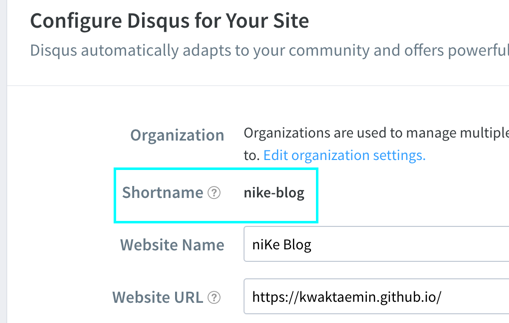 Configure Disqus for Your Site
Disqus automatically adapts to your community and offers powerful
Organization
Organizations are used to manage multiple
to. Edit organization settings.
Shortname ? nike-blog
Website Name niKe Blog
Website URL ? https://kwaktaemin.github.io/